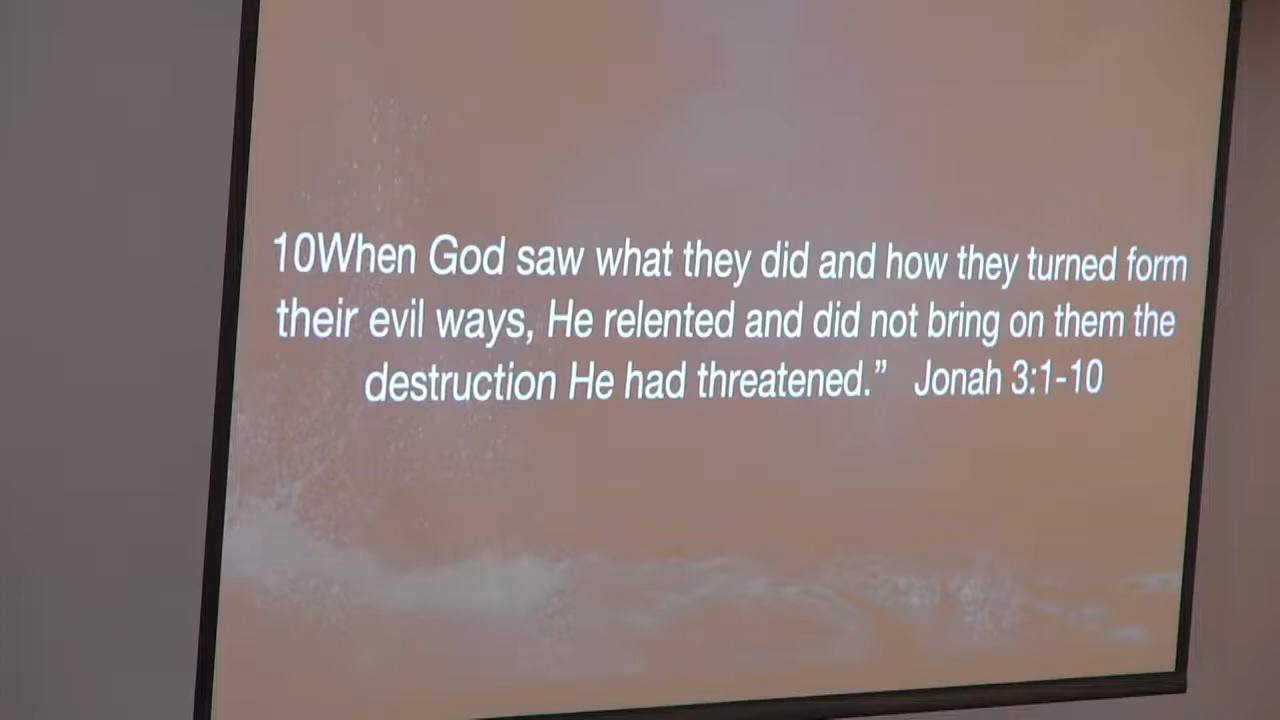 10When God saw what they did and how they turned form
their evil ways, He relented and did not bring on them the
destruction He had threatened.” Jonah 3:1-10